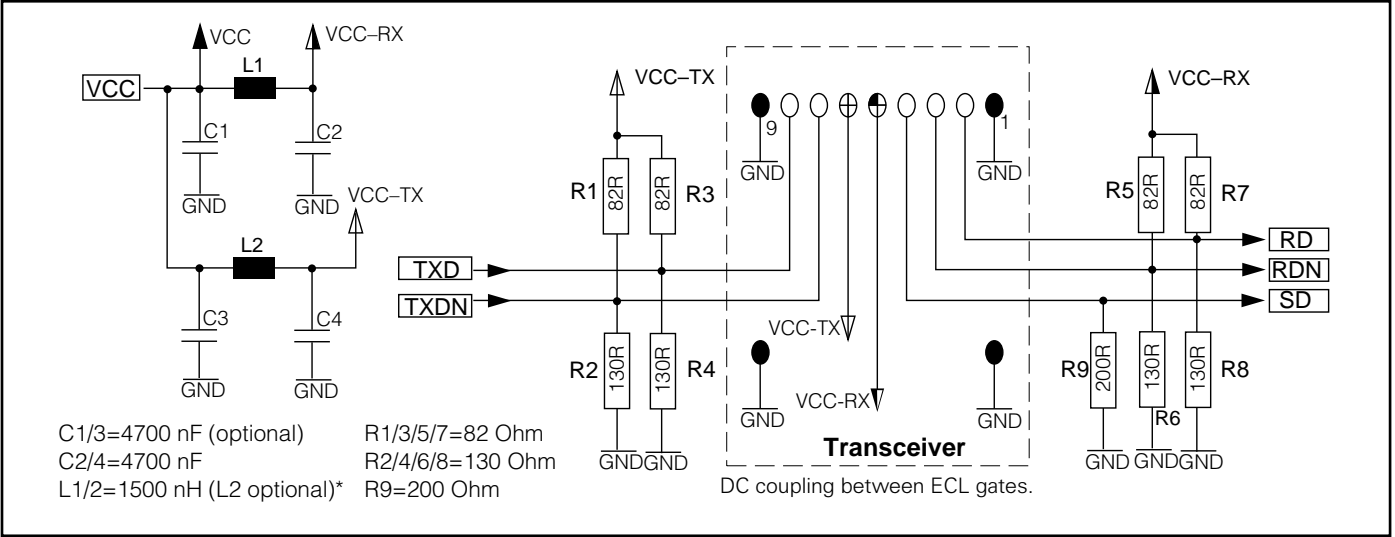 VCC
VCC–RX
L1
VCC
C1
C2
GND
GND
VCC–TX
L2
C3
C4
GND
GND
VCC–TX
R1
82R
82R
R3
TXD
TXDN
R2
130R
130R
R4
GND
GND
9
1
GND
GND
VCC-TX
VCC-RX
GND
GND
Transceiver
DC coupling between ECL gates.
VCC–RX
R5
82R
82R
R7
RD
RDN
SD
R9
200R
130R
R6
130R
R8
GND
GND
GND
C1/3=4700 nF (optional)
C2/4=4700 nF
L1/2=1500 nH (L2 optional)*
R1/3/5/7=82 Ohm
R2/4/6/8=130 Ohm
R9=200 Ohm